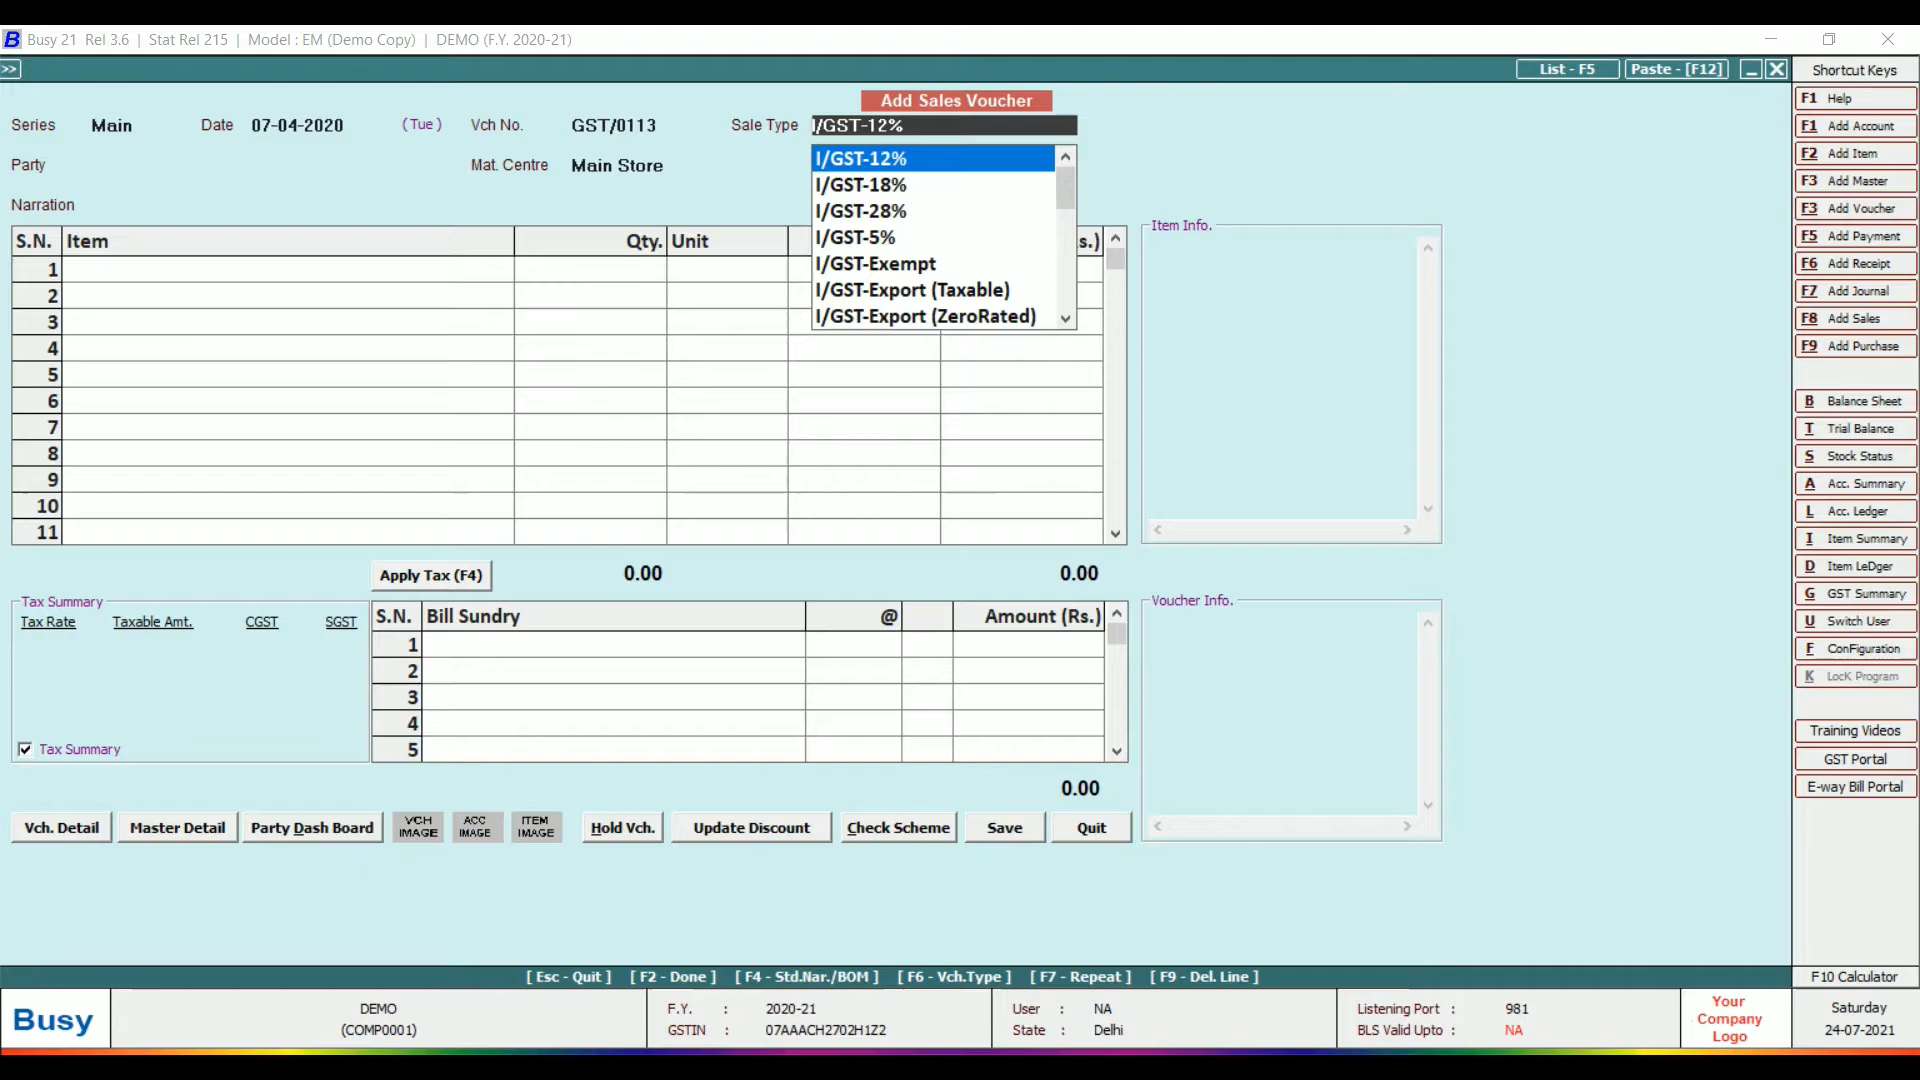 B Busy 21 Rel 3.6 | Stat Rel 215 | Model : EM (Demo Copy) | DEMO (F.Y. 2020-21)
>> List - F5 Paste - [F12] Shortcut Keys
Add Sales Voucher
Series Main Date 07-04-2020 (Tue) Vch No. GST/0113 Sale Type I/GST-12%
Party Mat. Centre Main Store
Narration
I/GST-12%
I/GST-18%
I/GST-28%
I/GST-5%
I/GST-Exempt
I/GST-Export (Taxable)
I/GST-Export (ZeroRated)
S.N. Item Qty. Unit s.)
1
2
3
4
5
6
7
8
9
10
11
Item Info.
Apply Tax (F4) 0.00 0.00
Tax Summary
Tax Rate Taxable Amt. CGST SGST
Tax Summary
S.N. Bill Sundry @ Amount (Rs.)
1
2
3
4
5
Voucher Info.
0.00
Vch. Detail Master Detail Party Dash Board VCH IMAGE ACC IMAGE ITEM IMAGE Hold Vch. Update Discount Check Scheme Save Quit
F1 Help
F1 Add Account
F2 Add Item
F3 Add Master
F3 Add Voucher
F5 Add Payment
F6 Add Receipt
F7 Add Journal
F8 Add Sales
F9 Add Purchase
B Balance Sheet
T Trial Balance
S Stock Status
A Acc. Summary
L Acc. Ledger
I Item Summary
D Item LeDger
G GST Summary
U Switch User
F ConFiguration
K LocK Program
Training Videos
GST Portal
E-way Bill Portal
[ Esc - Quit ] [ F2 - Done ] [ F4 - Std.Nar./BOM ] [ F6 - Vch.Type ] [ F7 - Repeat ] [ F9 - Del. Line ] F10 Calculator
Busy
DEMO
(COMP0001)
F.Y. : 2020-21
GSTIN : 07AAACH2702H1Z2
User : NA
State : Delhi
Listening Port : 981
BLS Valid Upto : NA
Your
Company
Logo
Saturday
24-07-2021